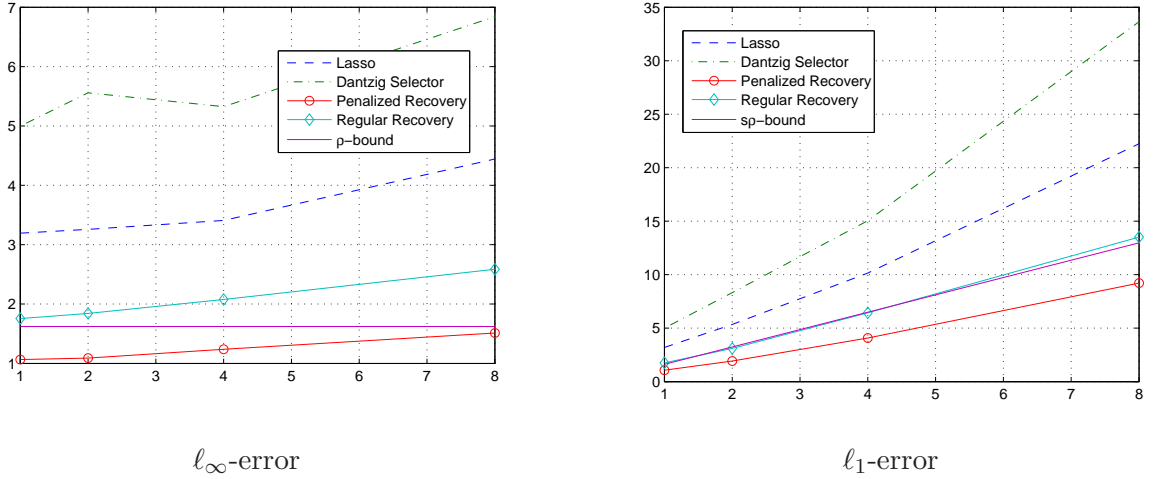 7
6
5
4
3
2
1
1 2 3 4 5 6 7 8
Lasso
Dantzig Selector
Penalized Recovery
Regular Recovery
ρ−bound
ℓ∞-error
35
30
25
20
15
10
5
0
1 2 3 4 5 6 7 8
Lasso
Dantzig Selector
Penalized Recovery
Regular Recovery
sρ−bound
ℓ1-error